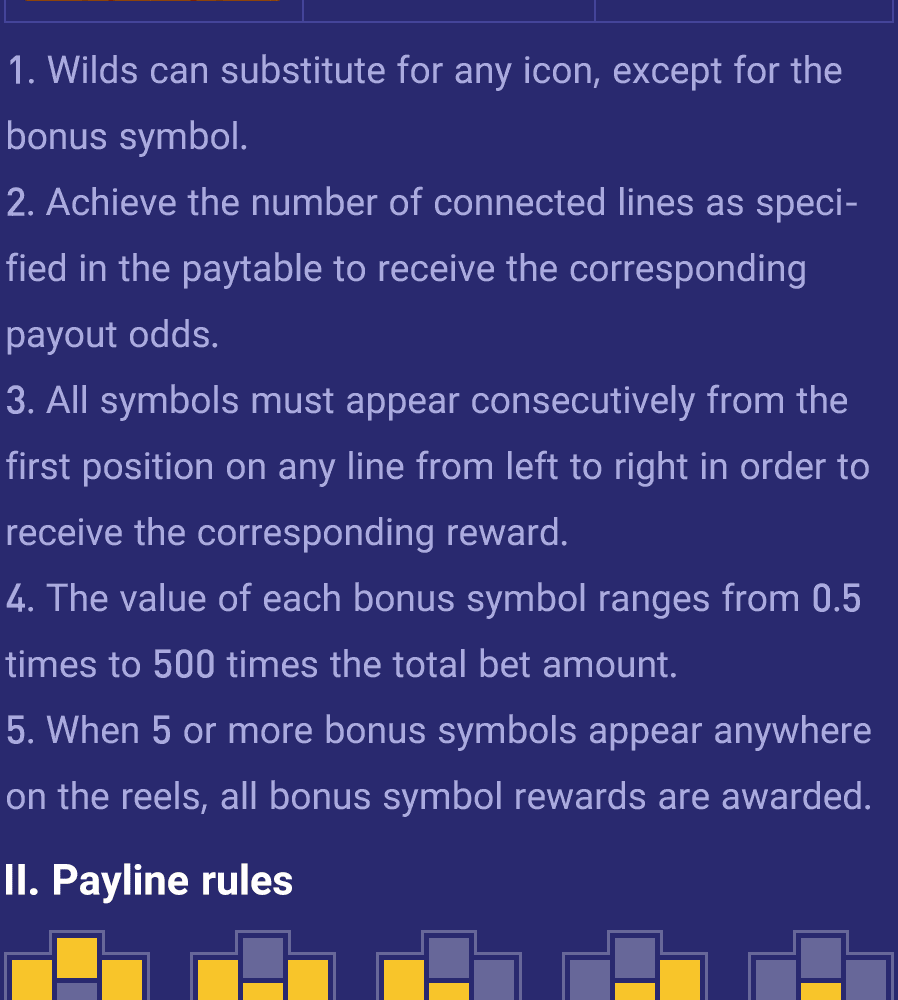 1. Wilds can substitute for any icon, except for the
bonus symbol.
2. Achieve the number of connected lines as speci-
fied in the paytable to receive the corresponding
payout odds.
3. All symbols must appear consecutively from the
first position on any line from left to right in order to
receive the corresponding reward.
4. The value of each bonus symbol ranges from 0.5
times to 500 times the total bet amount.
5. When 5 or more bonus symbols appear anywhere
on the reels, all bonus symbol rewards are awarded.
II. Payline rules